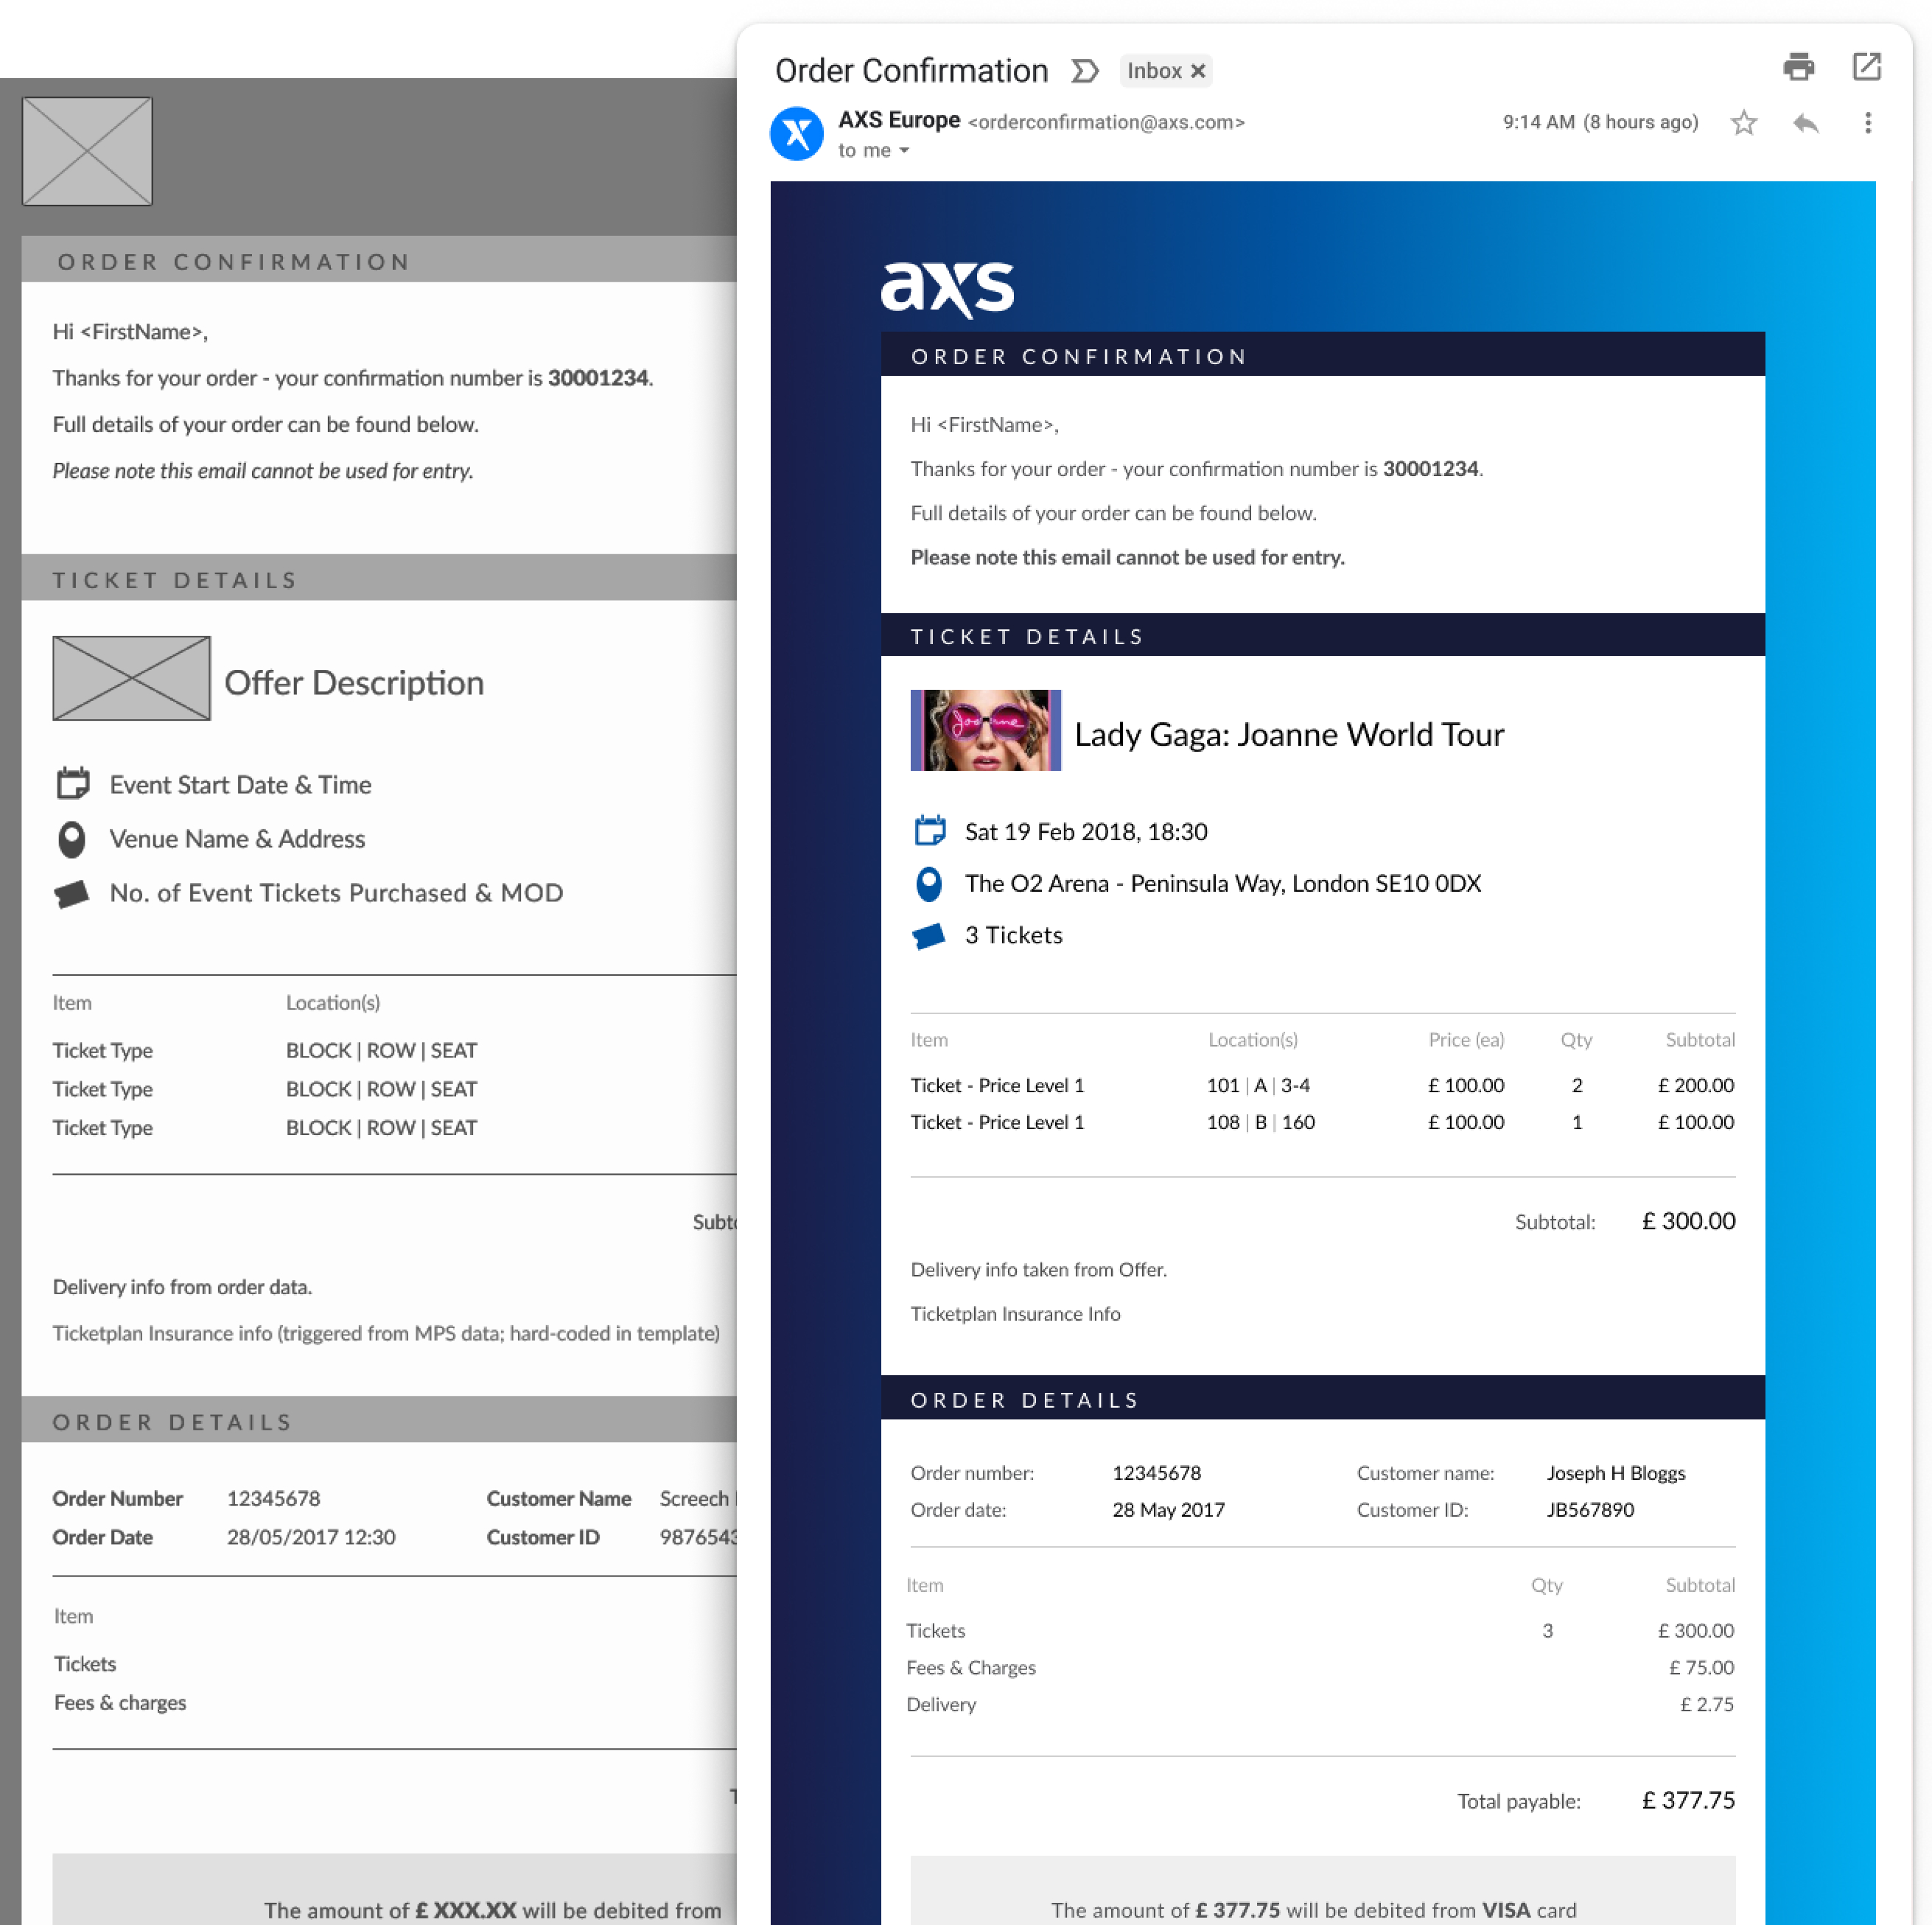 ORDER CONFIRMATION
Hi <FirstName>,
Thanks for your order - your confirmation number is 30001234.
Full details of your order can be found below.
Please note this email cannot be used for entry.
TICKET DETAILS
Offer Description
Event Start Date & Time
Venue Name & Address
No. of Event Tickets Purchased & MOD
Item Location(s)
Ticket Type BLOCK | ROW | SEAT
Ticket Type BLOCK | ROW | SEAT
Ticket Type BLOCK | ROW | SEAT
Delivery info from order data.
Ticketplan Insurance info (triggered from MPS data; hard-coded in template)
ORDER DETAILS
Order Number 12345678 Customer Name Screech
Order Date 28/05/2017 12:30 Customer ID 9876543
Item
Tickets
Fees & charges
The amount of £ XXX.XX will be debited from
Order Confirmation Inbox
AXS Europe <orderconfirmation@axs.com> 9:14 AM (8 hours ago)
to me
axs
ORDER CONFIRMATION
Hi <FirstName>,
Thanks for your order - your confirmation number is 30001234.
Full details of your order can be found below.
Please note this email cannot be used for entry.
TICKET DETAILS
Joanne
Lady Gaga: Joanne World Tour
Sat 19 Feb 2018, 18:30
The O2 Arena - Peninsula Way, London SE10 0DX
3 Tickets
Item Location(s) Price (ea) Qty Subtotal
Ticket - Price Level 1 101 | A | 3-4 £ 100.00 2 £ 200.00
Ticket - Price Level 1 108 | B | 160 £ 100.00 1 £ 100.00
Subtotal: £ 300.00
Delivery info taken from Offer.
Ticketplan Insurance Info
ORDER DETAILS
Order number: 12345678 Customer name: Joseph H Bloggs
Order date: 28 May 2017 Customer ID: JB567890
Item Qty Subtotal
Tickets 3 £ 300.00
Fees & Charges £ 75.00
Delivery £ 2.75
Total payable: £ 377.75
The amount of £ 377.75 will be debited from VISA card